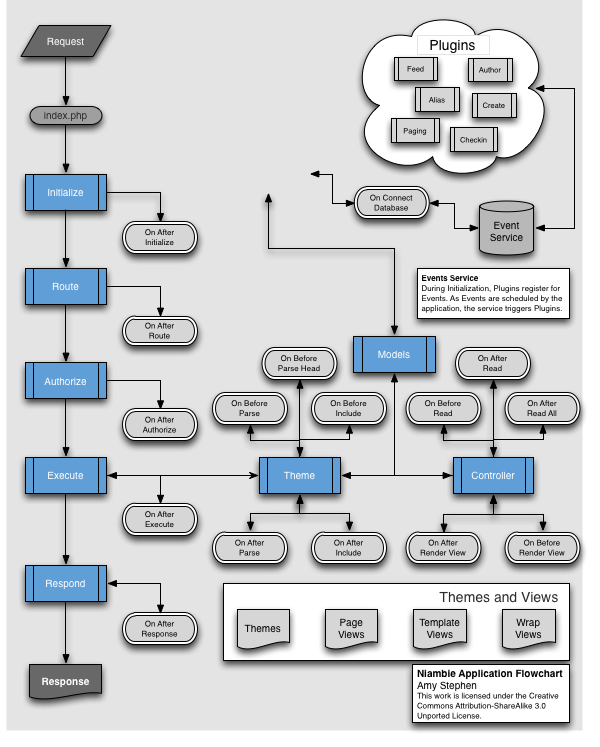 Request
index.php
Initialize
On After
Initialize
Route
On After
Route
Authorize
On After
Authorize
Execute
On After
Execute
Respond
On After
Response
Response
Plugins
Feed
Author
Alias
Create
Paging
Checkin
On Connect
Database
Event
Service
Events Service
During Initialization, Plugins register for
Events. As Events are scheduled by the
application, the service triggers Plugins.
Models
On Before
Parse Head
On After
Read
On Before
Parse
On Before
Include
On Before
Read
On After
Read All
Theme
Controller
On After
Parse
On After
Include
On After
Render View
On Before
Render View
Themes and Views
Themes
Page
Views
Template
Views
Wrap
Views
Niambie Application Flowchart
Amy Stephen
This work is licensed under the Creative
Commons Attribution-ShareAlike 3.0
Unported License.